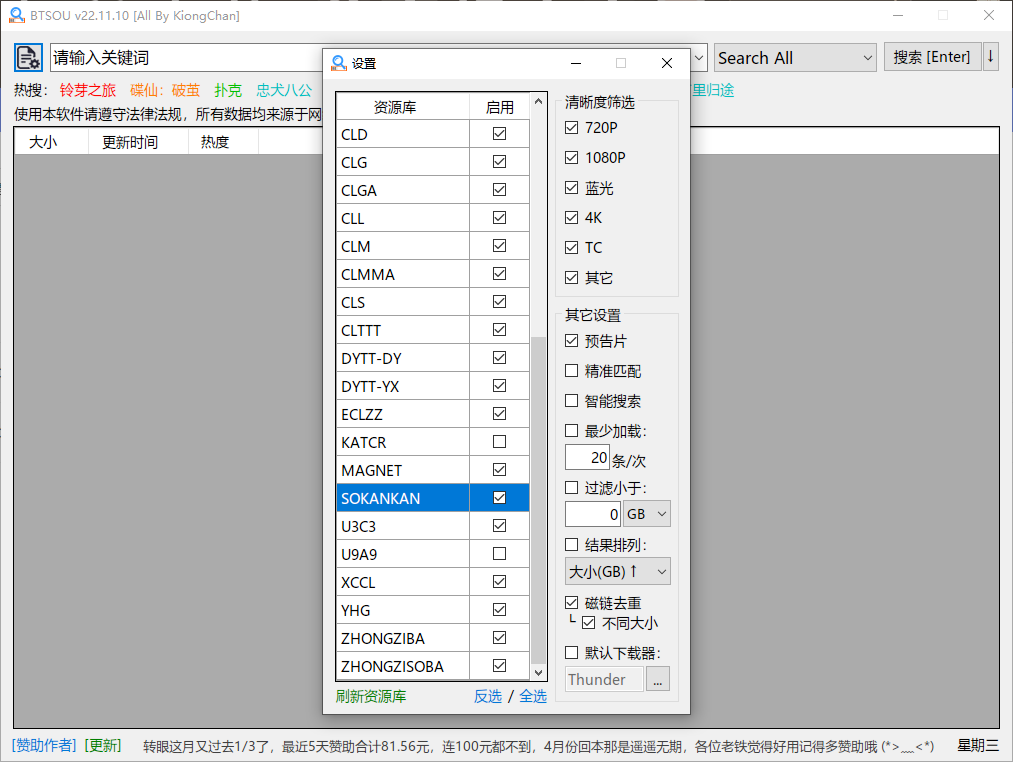 BTSOU v22.11.10 [All By KiongChan]
请输入关键词
Search All
搜索 [Enter]
↓
热搜：
铃芽之旅
碟仙：破茧
扑克
忠犬八公
里归途
使用本软件请遵守法律法规，所有数据均来源于网
大小
更新时间
热度
设置
资源库
启用
CLD
CLG
CLGA
CLL
CLM
CLMMA
CLS
CLTTT
DYTT-DY
DYTT-YX
ECLZZ
KATCR
MAGNET
SOKANKAN
U3C3
U9A9
XCCL
YHG
ZHONGZIBA
ZHONGZISOBA
刷新资源库
反选 / 全选
清晰度筛选
720P
1080P
蓝光
4K
TC
其它
其它设置
预告片
精准匹配
智能搜索
最少加载：
20 条/次
过滤小于：
0 GB
结果排列：
大小(GB)↑
磁链去重
└ 不同大小
默认下载器：
Thunder ...
[赞助作者] [更新]
转眼这月又过去1/3了，最近5天赞助合计81.56元，连100元都不到，4月份回本那是遥遥无期，各位老铁觉得好用记得多赞助哦 (*>﹏<*)
星期三